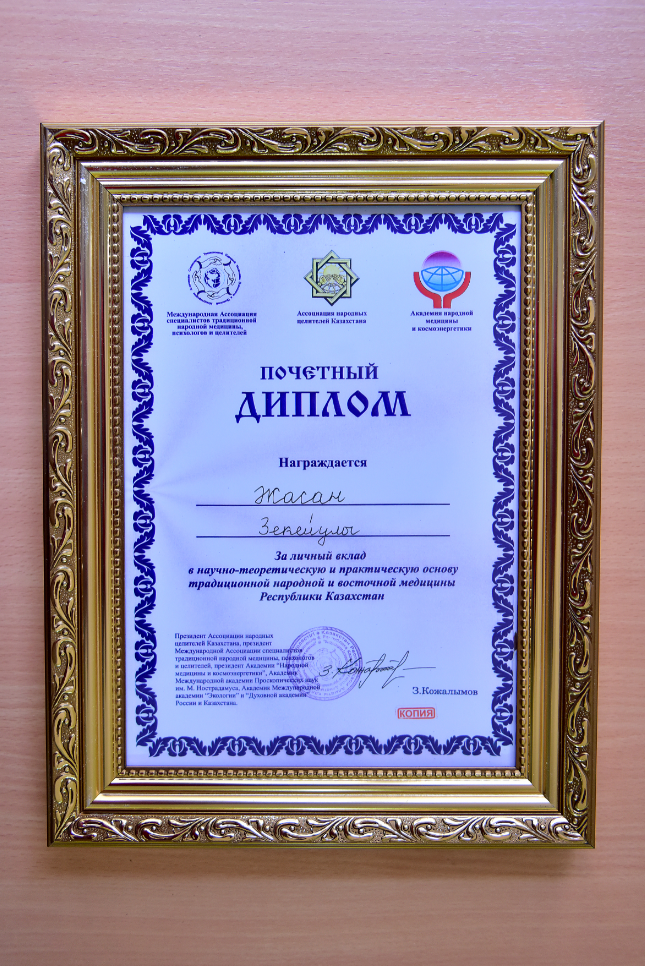 Международная Ассоциация
специалистов традиционной
народной медицины,
психологов и целителей
Ассоциация народных
целителей Казахстана
Академия народной
медицины
и космоэнергетики
ПОЧЕТНЫЙ
ДИПЛОМ
Награждается
Жасан
Зекейулы
За личный вклад
в научно-теоретическую и практическую основу
традиционной народной и восточной медицины
Республики Казахстан
Президент Ассоциации народных
целителей Казахстана, президент
Международной Ассоциации специалистов
традиционной народной медицины, психологов
и целителей, президент Академии "Народной
медицины и космоэнергетики", Академик
Международной академии Проскопических наук
им. М. Нострадамуса, Академик Международной
академии "Экологии" и "Духовной академии"
России и Казахстана.
З.Кожалымов
КОПИЯ